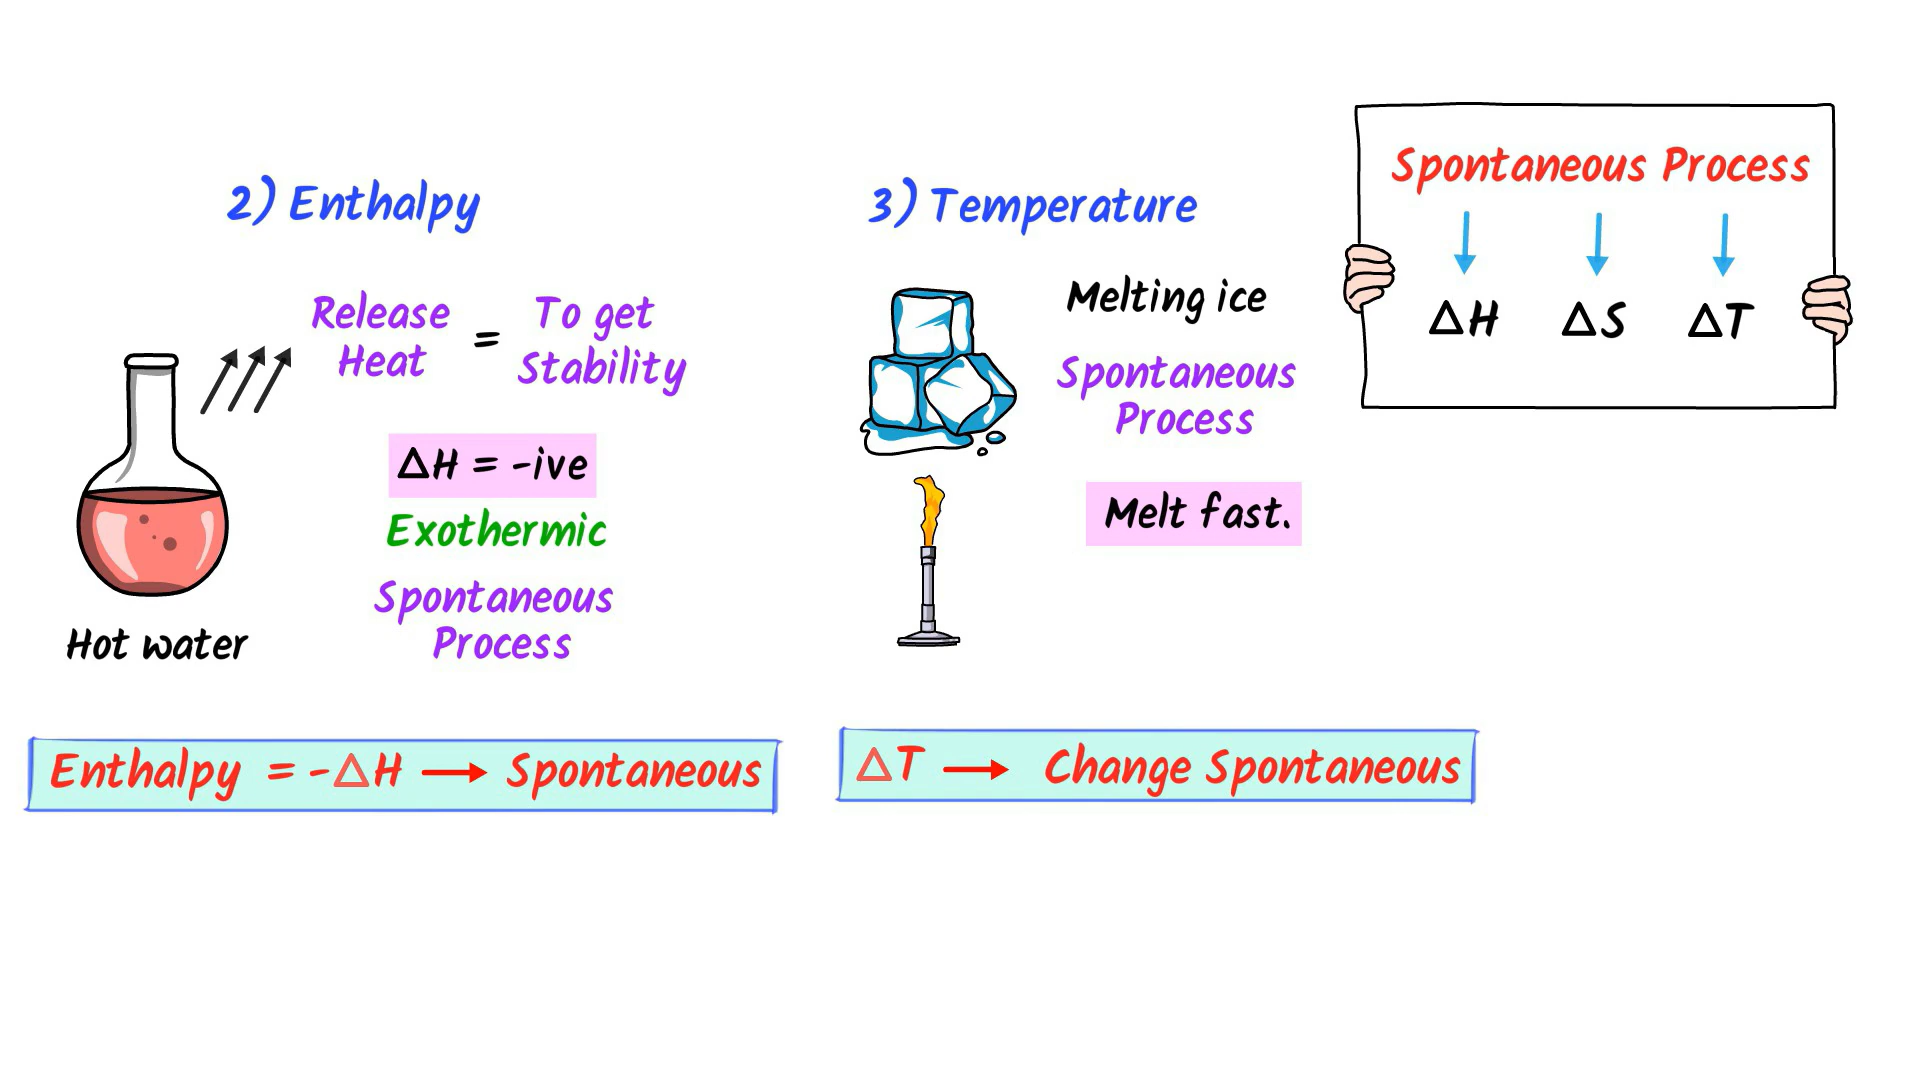 2) Enthalpy
Release
Heat
=
To get
Stability
ΔH = -ive
Exothermic
Spontaneous
Process
Hot water
Enthalpy = -ΔH → Spontaneous
3) Temperature
Melting ice
Spontaneous
Process
Melt fast.
ΔT → Change Spontaneous
Spontaneous Process
ΔH ΔS ΔT